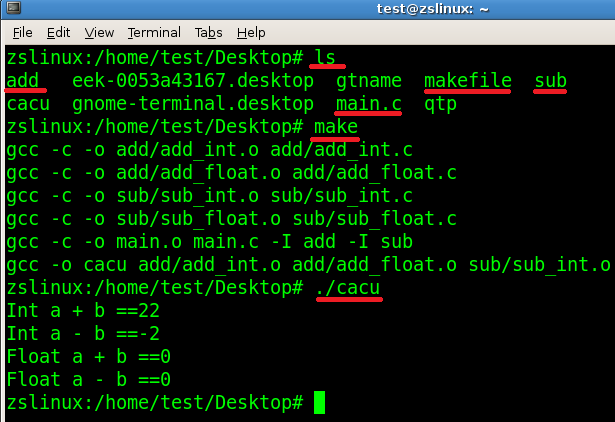 test@zslinux: ~
File Edit View Terminal Tabs Help
zslinux:/home/test/Desktop# ls
add eek-0053a43167.desktop gtname makefile sub
cacu gnome-terminal.desktop main.c qtp
zslinux:/home/test/Desktop# make
gcc -c -o add/add_int.o add/add_int.c
gcc -c -o add/add_float.o add/add_float.c
gcc -c -o sub/sub_int.o sub/sub_int.c
gcc -c -o sub/sub_float.o sub/sub_float.c
gcc -c -o main.o main.c -I add -I sub
gcc -o cacu add/add_int.o add/add_float.o sub/sub_int.o
zslinux:/home/test/Desktop# ./cacu
Int a + b ==22
Int a - b ==-2
Float a + b ==0
Float a - b ==0
zslinux:/home/test/Desktop#